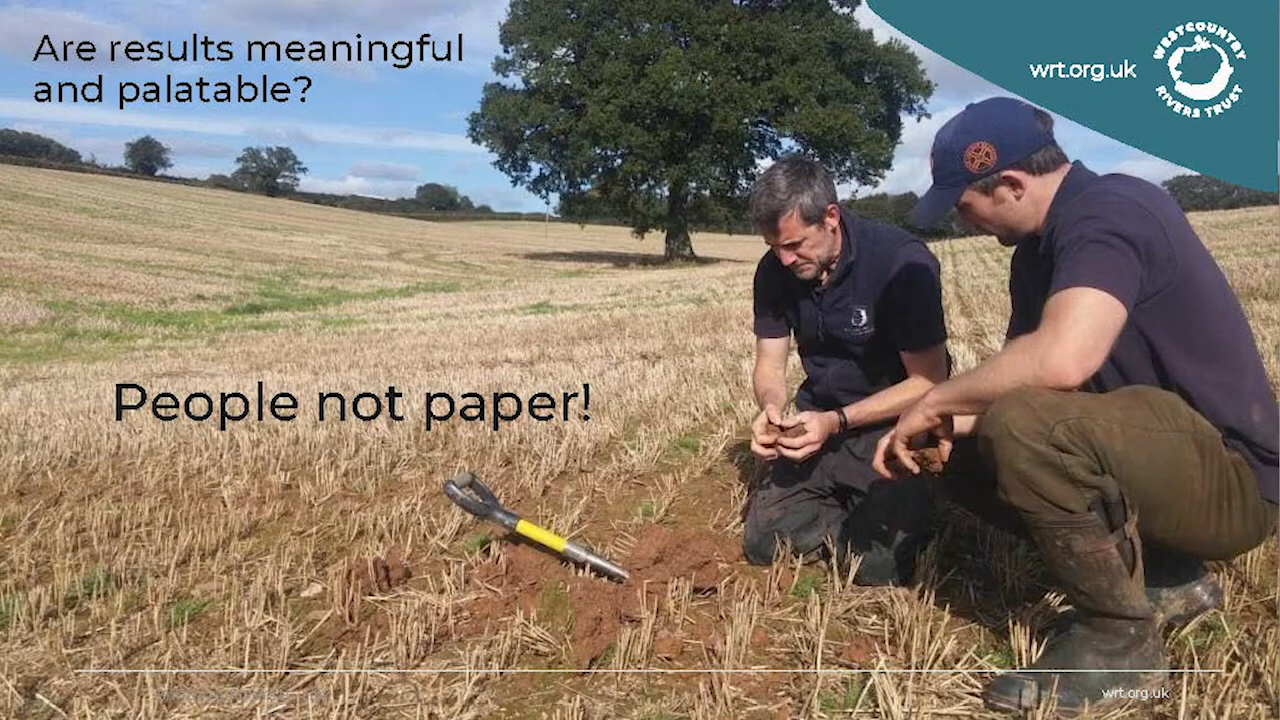 Are results meaningful
and palatable?
wrt.org.uk
WESTCOUNTRY
RIVERS TRUST
People not paper!
wrt.org.uk